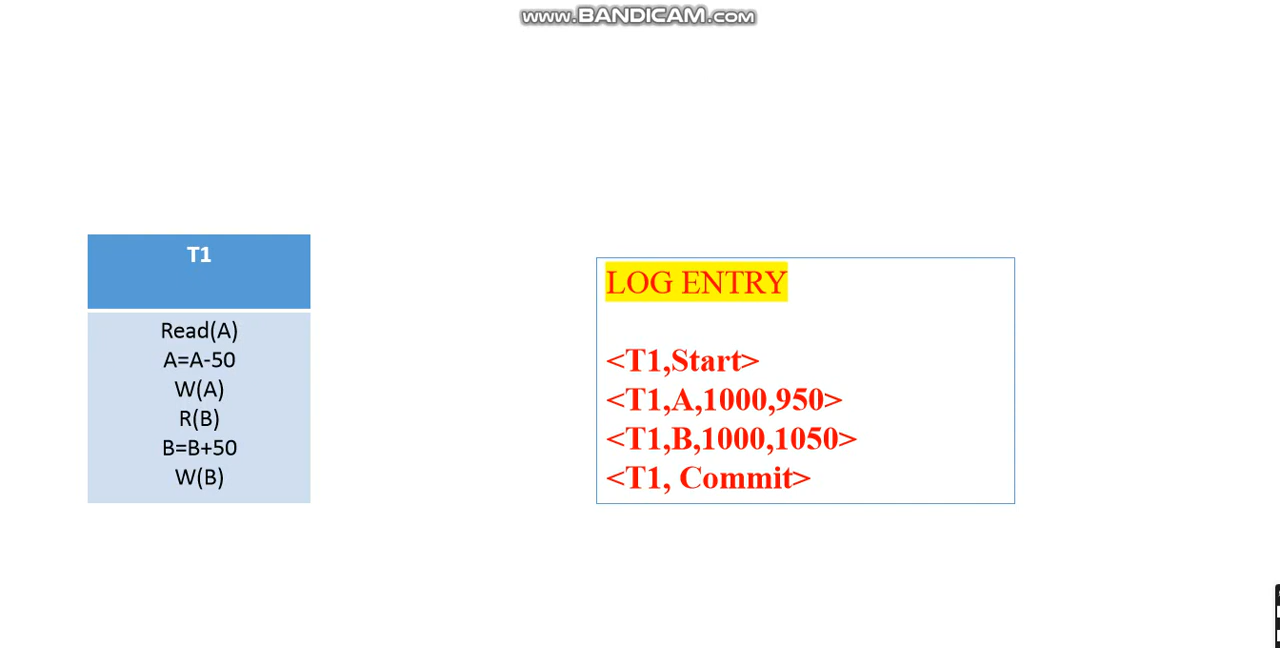 www.BANDICAM.com
T1
Read(A)
A=A-50
W(A)
R(B)
B=B+50
W(B)
LOG ENTRY
<T1,Start>
<T1,A,1000,950>
<T1,B,1000,1050>
<T1, Commit>